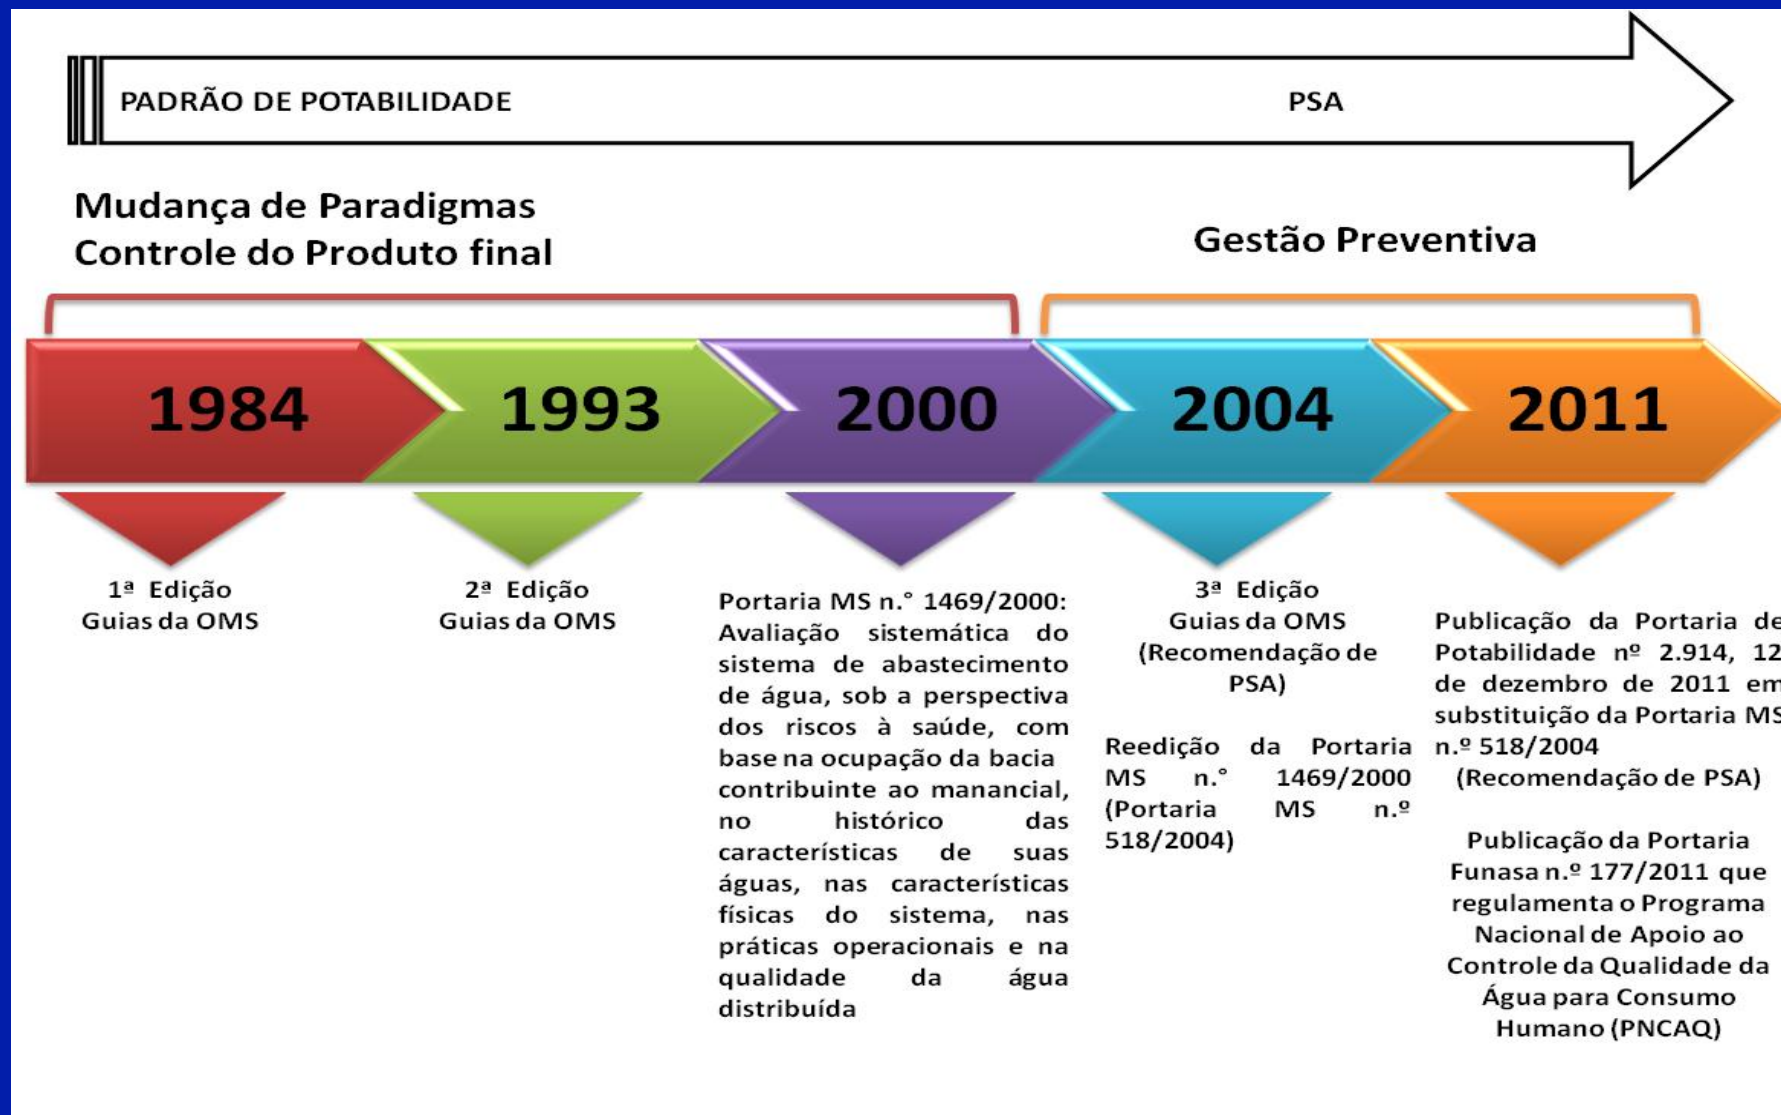 PADRÃO DE POTABILIDADE
PSA
Mudança de Paradigmas
Controle do Produto final
Gestão Preventiva
1984
1993
2000
2004
2011
1ª Edição
Guias da OMS
2ª Edição
Guias da OMS
Portaria MS n.° 1469/2000:
Avaliação sistemática do
sistema de abastecimento
de água, sob a perspectiva
dos riscos à saúde, com
base na ocupação da bacia
contribuinte ao manancial,
no histórico das
características de suas
águas, nas características
físicas do sistema, nas
práticas operacionais e na
qualidade da água
distribuída
3ª Edição
Guias da OMS
(Recomendação de
PSA)
Reedição da Portaria
MS n.° 1469/2000
(Portaria MS n.º
518/2004)
Publicação da Portaria de
Potabilidade nº 2.914, 12
de dezembro de 2011 em
substituição da Portaria MS
n.º 518/2004
(Recomendação de PSA)
Publicação da Portaria
Funasa n.º 177/2011 que
regulamenta o Programa
Nacional de Apoio ao
Controle da Qualidade da
Água para Consumo
Humano (PNCAQ)